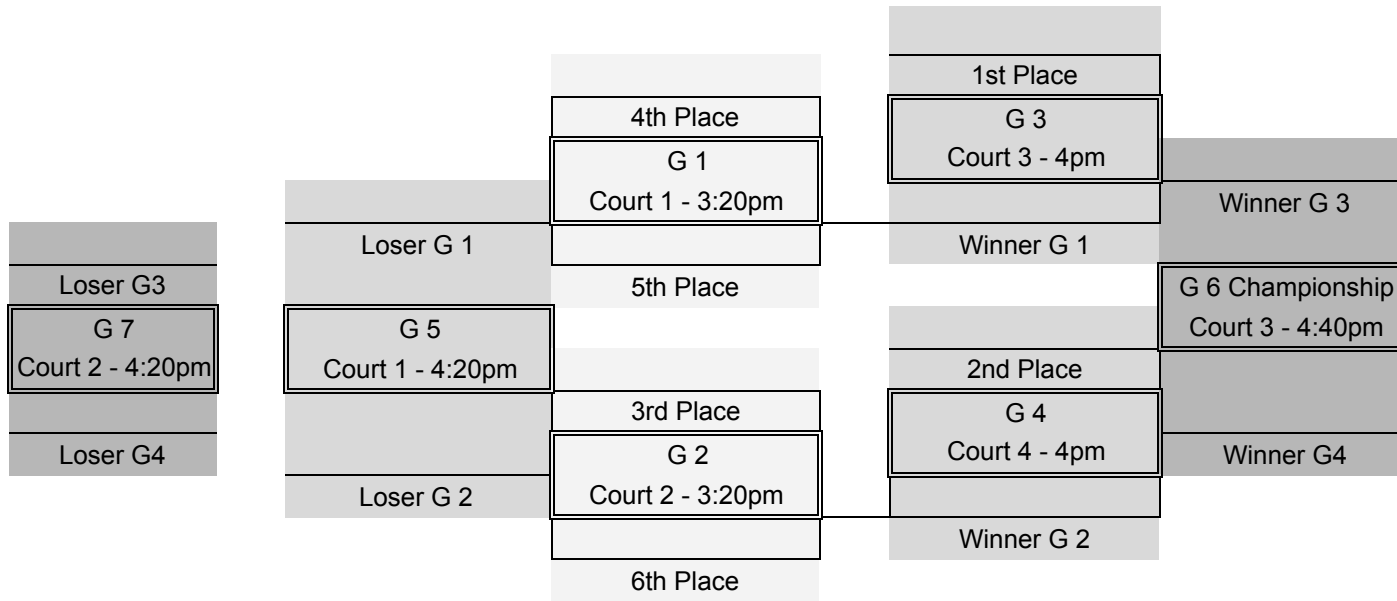 Loser G3
G 7
Court 2 - 4:20pm
Loser G4
Loser G 1
G 5
Court 1 - 4:20pm
Loser G 2
4th Place
G 1
Court 1 - 3:20pm
5th Place
3rd Place
G 2
Court 2 - 3:20pm
6th Place
1st Place
G 3
Court 3 - 4pm
Winner G 1
2nd Place
G 4
Court 4 - 4pm
Winner G 2
Winner G 3
G 6 Championship
Court 3 - 4:40pm
Winner G4